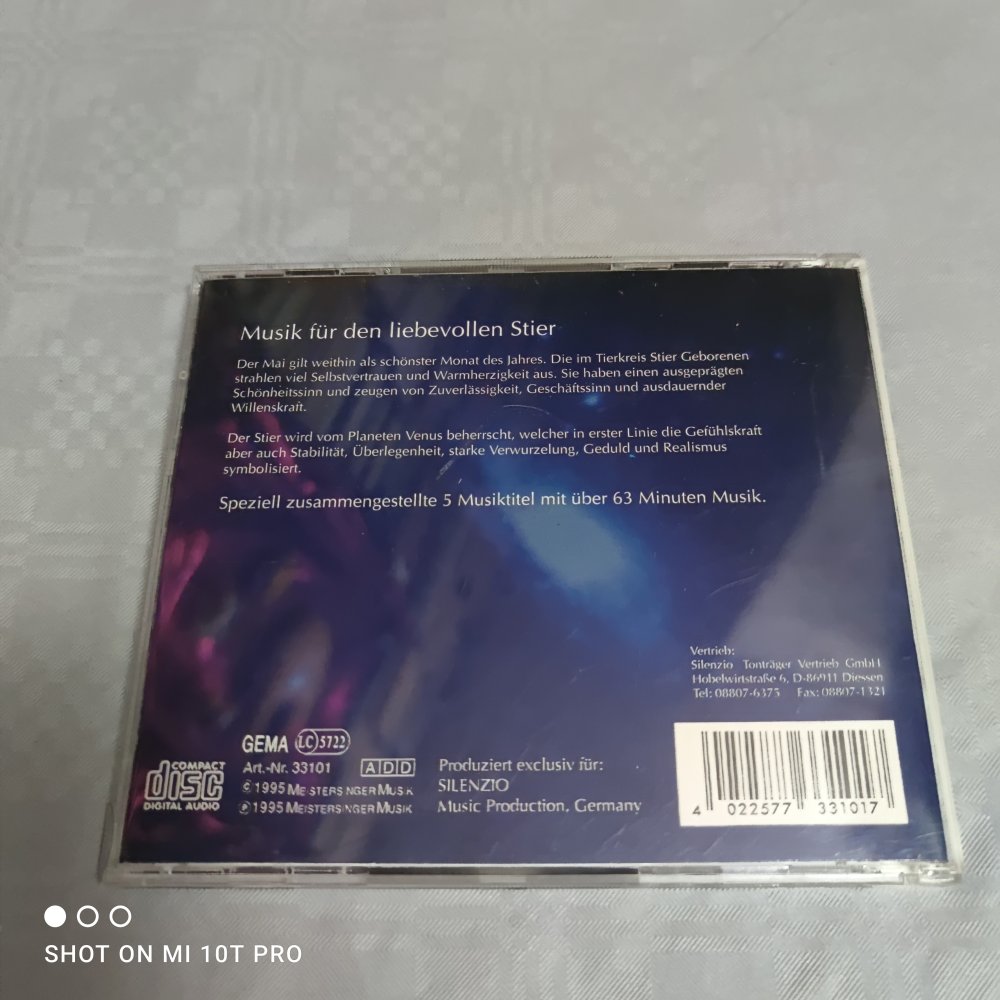 Musik für den liebevollen Stier
Der Mai gilt weithin als schönster Monat des Jahres. Die im Tierkreis Stier Geborenen
strahlen viel Selbstvertrauen und Warmherzigkeit aus. Sie haben einen ausgeprägten
Schönheitssinn und zeugen von Zuverlässigkeit, Geschäftssinn und ausdauernder
Willenskraft.
Der Stier wird vom Planeten Venus beherrscht, welcher in erster Linie die Gefühlskraft
aber auch Stabilität, Überlegenheit, starke Verwurzelung, Geduld und Realismus
symbolisiert.
Speziell zusammengestellte 5 Musiktitel mit über 63 Minuten Musik.
Vertrieb:
Silenzio Tonträger Vertrieb GmbH
Hobelwirtstraße 6, D-86911 Diessen
Tel: 08807-6375 Fax: 08807-1321
COMPACT
disc
DIGITAL AUDIO
GEMA LC 5722
Art.-Nr. 33101 ADD
© 1995 MEISTERSINGER MUSIK
℗ 1995 MEISTERSINGER MUSIK
Produziert exclusiv für:
SILENZIO
Music Production, Germany
4 022577 331017
SHOT ON MI 10T PRO